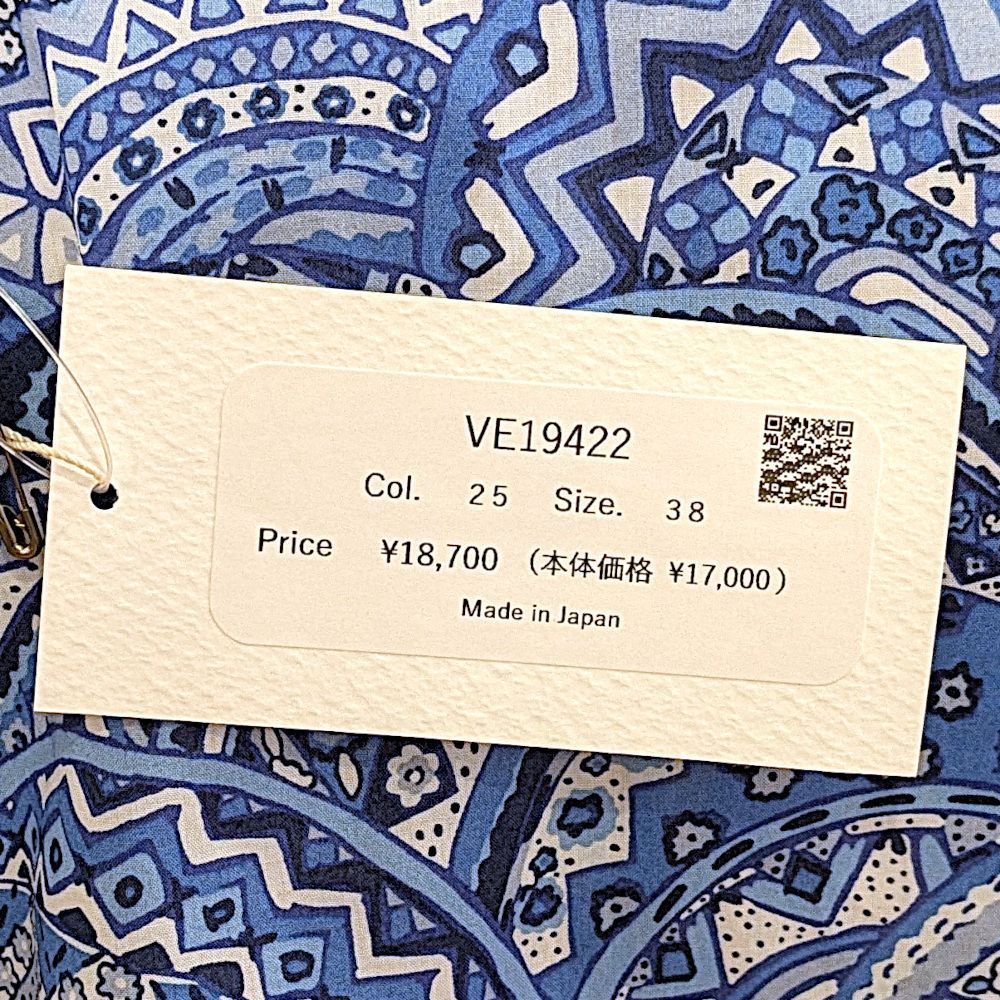 VE19422
Col. 25 Size. 38
Price ¥18,700 (本体価格 ¥17,000)
Made in Japan